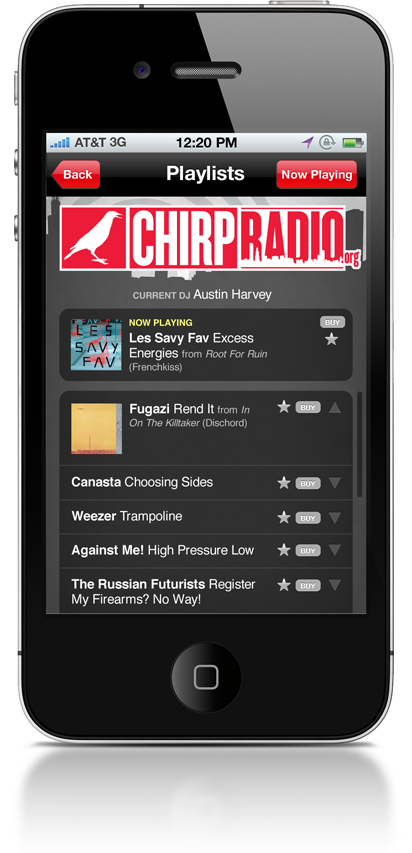 AT&T 3G 12:20 PM
Back Playlists Now Playing
CHIRP RADIO.org
CURRENT DJ Austin Harvey
LES SAVY FAV
NOW PLAYING BUY
Les Savy Fav Excess
Energies from Root For Ruin
(Frenchkiss)
Fugazi Rend It from In BUY
On The Killtaker (Dischord)
Canasta Choosing Sides BUY
Weezer Trampoline BUY
Against Me! High Pressure Low BUY
The Russian Futurists Register BUY
My Firearms? No Way!